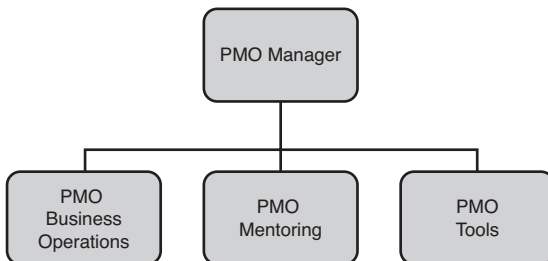 PMO Manager
PMO
Business
Operations
PMO
Mentoring
PMO
Tools